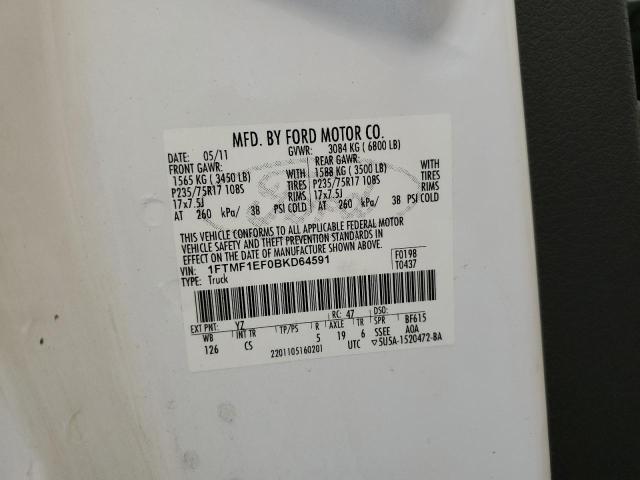 MFD. BY FORD MOTOR CO.
DATE: 05/11 GVWR: 3084 KG ( 6800 LB)
FRONT GAWR: REAR GAWR:
1565 KG ( 3450 LB) WITH 1588 KG ( 3500 LB) WITH
P235/75R17 108S TIRES P235/75R17 108S TIRES
17x7.5J RIMS 17x7.5J RIMS
AT 260 kPa/ 38 PSI COLD AT 260 kPa/ 38 PSI COLD
THIS VEHICLE CONFORMS TO ALL APPLICABLE FEDERAL MOTOR
VEHICLE SAFETY AND THEFT PREVENTION STANDARDS IN
EFFECT ON THE DATE OF MANUFACTURE SHOWN ABOVE.
VIN: 1FTMF1EF0BKD64591 F0198
TYPE: Truck T0437
EXT PNT: YZ RC: 47 DSO:
WB INT TR TP/PS R AXLE TR SPR BF615
126 CS 5 19 6 SSEE AOA
2201105160201 UTC ▽5U5A-1520472-BA